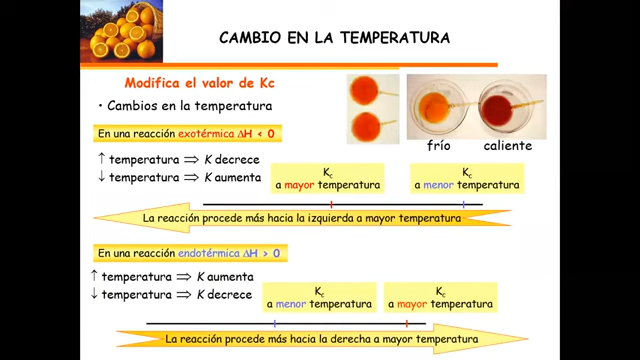 CAMBIO EN LA TEMPERATURA
Modifica el valor de Kc
• Cambios en la temperatura
En una reacción exotérmica ΔH < 0
frío
caliente
↑ temperatura ⇒ K decrece
↓ temperatura ⇒ K aumenta
Kc
a mayor temperatura
Kc
a menor temperatura
La reacción procede más hacia la izquierda a mayor temperatura
En una reacción endotérmica ΔH > 0
↑ temperatura ⇒ K aumenta
↓ temperatura ⇒ K decrece
Kc
a menor temperatura
Kc
a mayor temperatura
La reacción procede más hacia la derecha a mayor temperatura